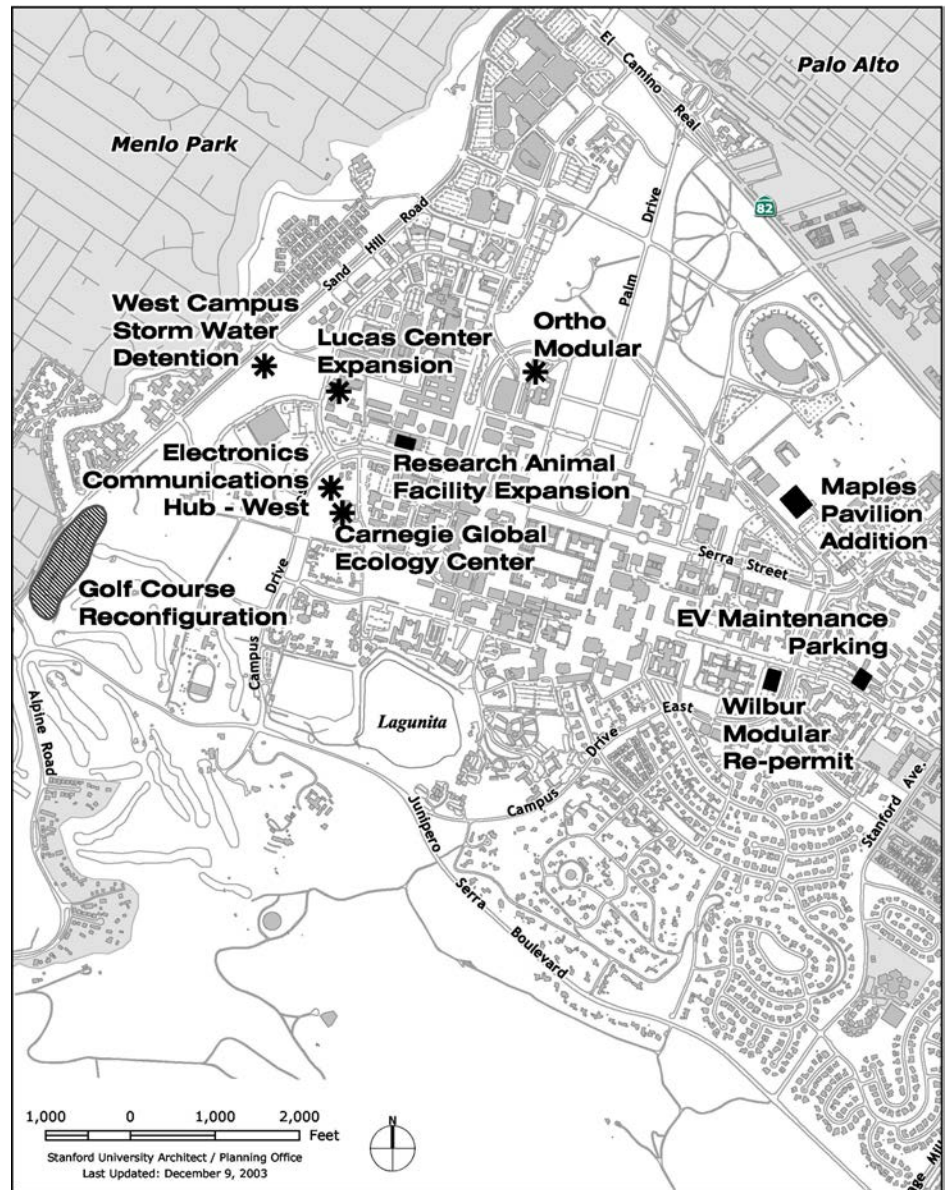 El Camino Real
Palo Alto
Menlo Park
82
Sand Hill Road
Palm Drive
West Campus
Storm Water
Detention
Lucas Center
Expansion
Ortho
Modular
Electronics
Communications
Hub - West
Research Animal
Facility Expansion
Maples
Pavilion
Addition
Carnegie Global
Ecology Center
Serra Street
Golf Course
Reconfiguration
Campus Drive
EV Maintenance
Parking
Alpine Road
Lagunita
Campus Drive East
Wilbur
Modular
Re-permit
Stanford Ave.
Junipero Serra Boulevard
1,000 0 1,000 2,000
Feet
N
Stanford University Architect / Planning Office
Last Updated: December 9, 2003